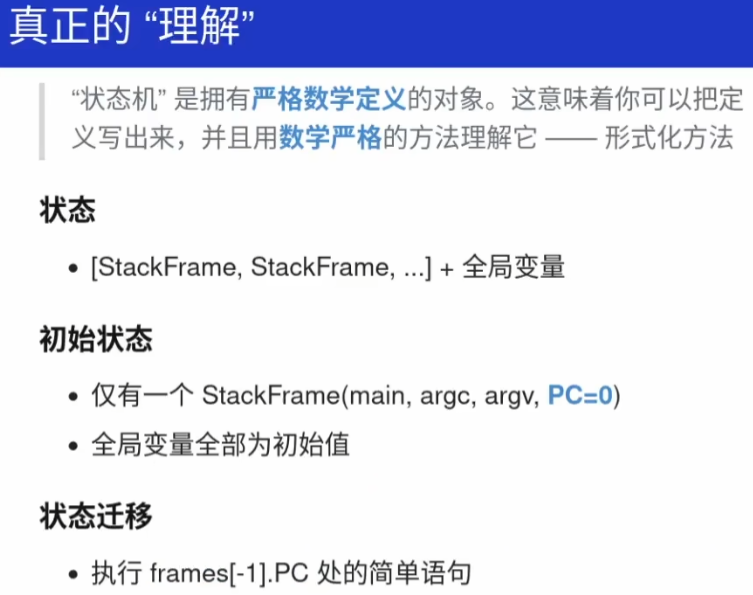 真正的 “理解”
“状态机” 是拥有严格数学定义的对象。这意味着你可以把定
义写出来，并且用数学严格的方法理解它 —— 形式化方法
状态
• [StackFrame, StackFrame, ...] + 全局变量
初始状态
• 仅有一个 StackFrame(main, argc, argv, PC=0)
• 全局变量全部为初始值
状态迁移
• 执行 frames[-1].PC 处的简单语句